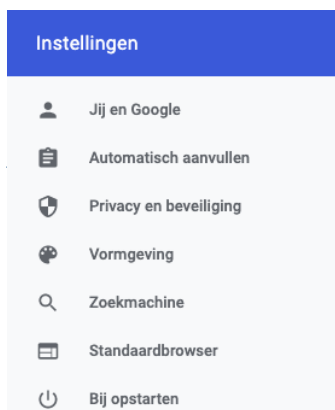 Instellingen
Jij en Google
Automatisch aanvullen
Privacy en beveiliging
Vormgeving
Zoekmachine
Standaardbrowser
Bij opstarten